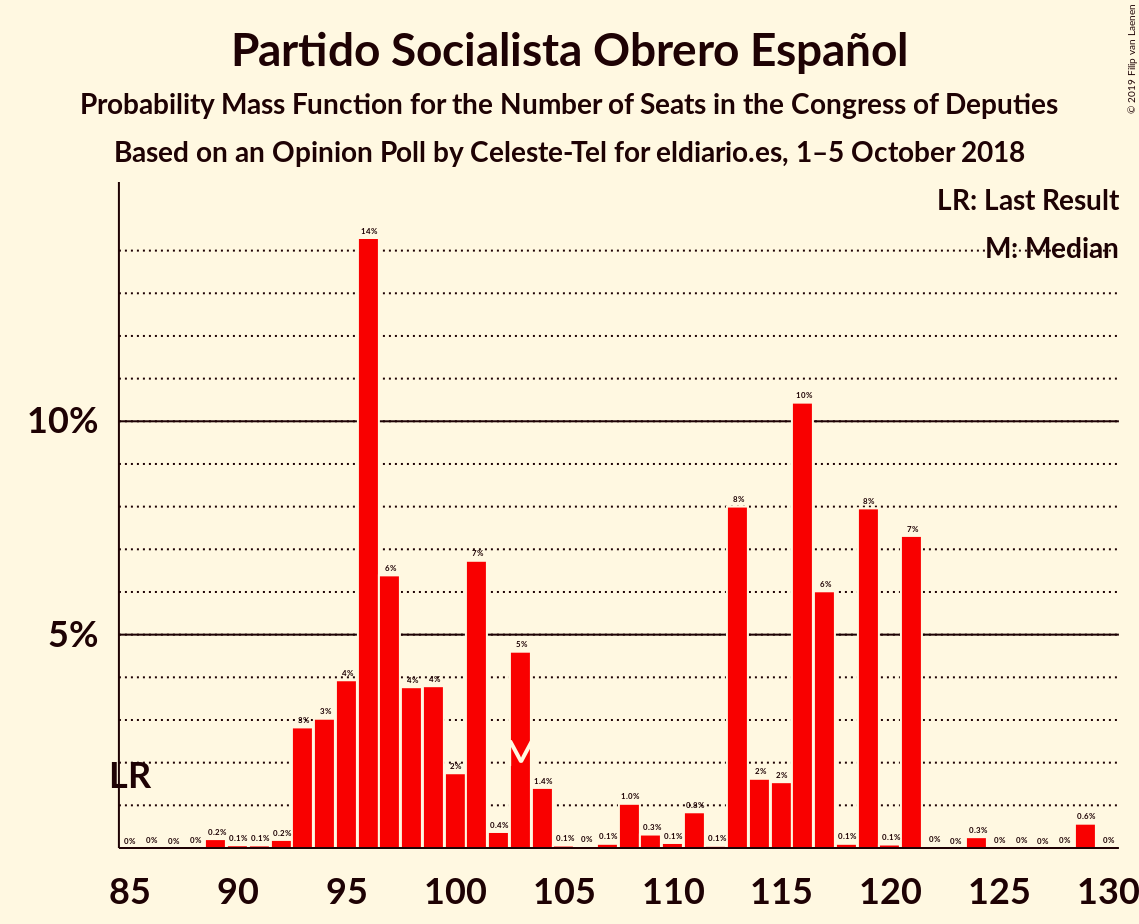 Partido Socialista Obrero Español
Probability Mass Function for the Number of Seats in the Congress of Deputies
Based on an Opinion Poll by Celeste-Tel for eldiario.es, 1–5 October 2018
© 2019 Filip van Laenen
LR: Last Result
M: Median
10%
5%
LR
M
0% 0% 0% 0% 0.2% 0.1% 0.1% 0.2% 3% 3% 4% 14% 6% 4% 4% 2% 7% 0.4% 5% 1.4% 0.1% 0% 0.1% 1.0% 0.3% 0.1% 0.8% 0.1% 8% 2% 2% 10% 6% 0.1% 8% 0.1% 7% 0% 0% 0.3% 0% 0% 0% 0% 0.6% 0%
85 90 95 100 105 110 115 120 125 130